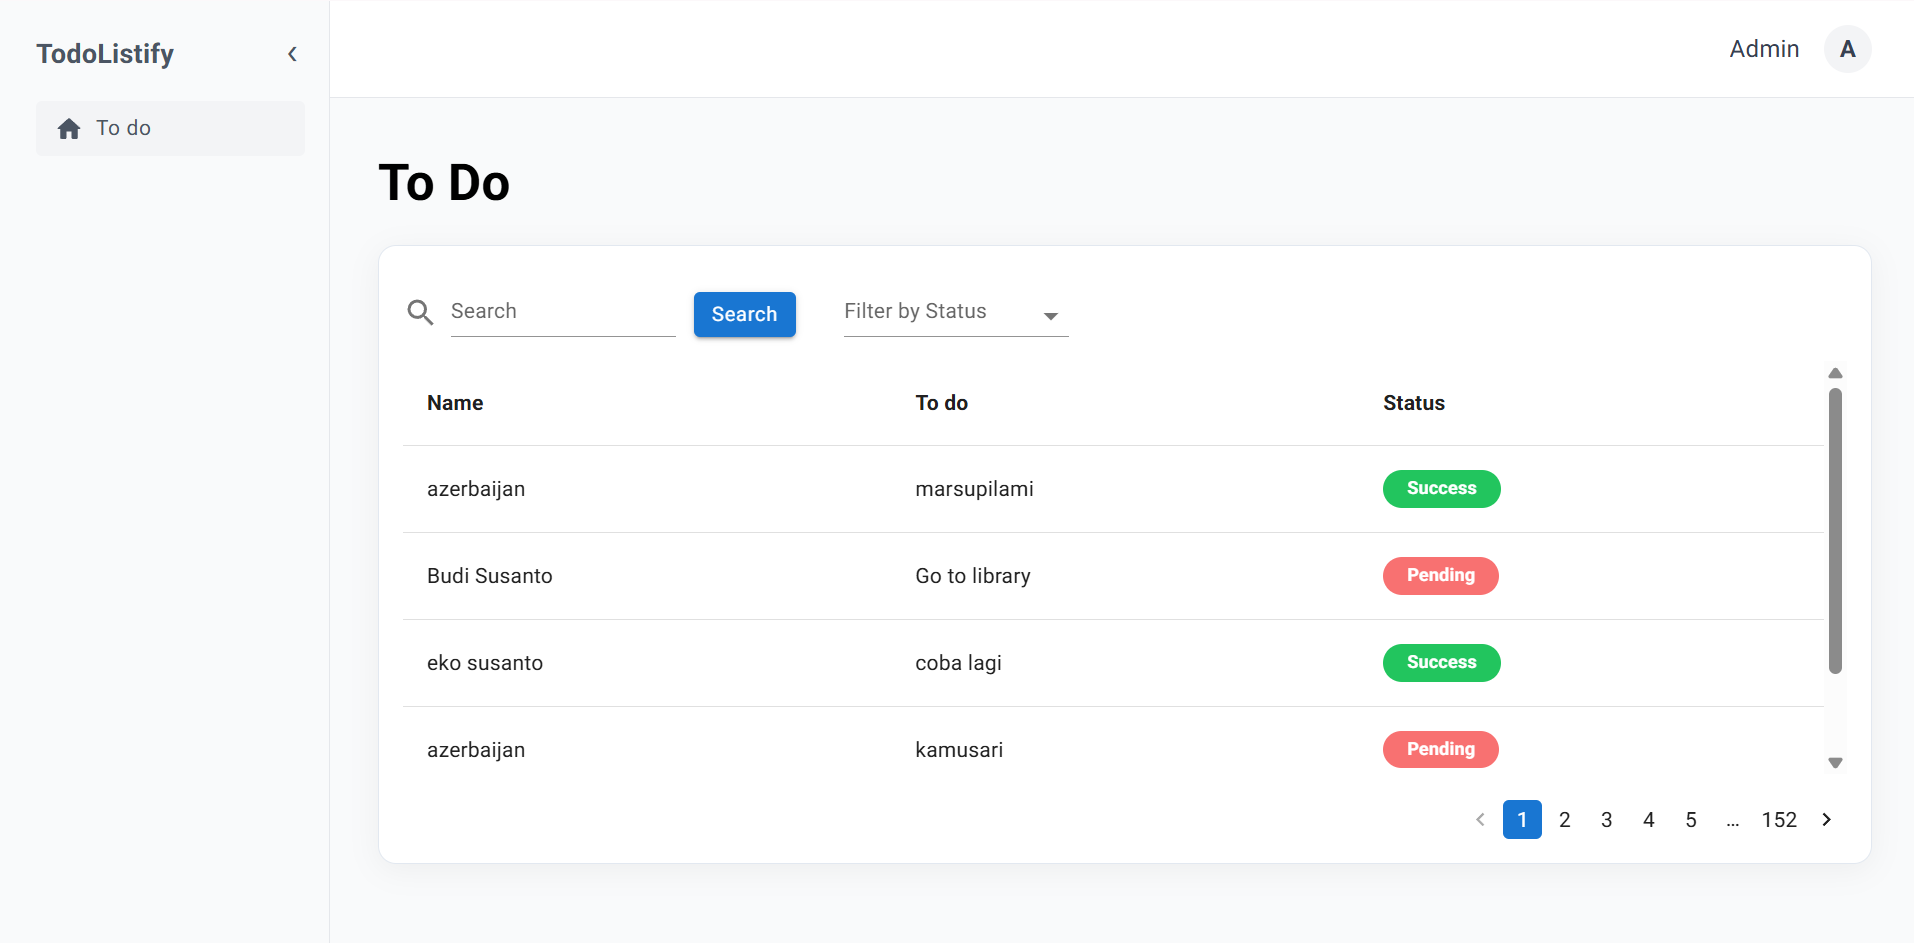 TodoListify
To do
Admin A
To Do
Search Search Filter by Status
Name To do Status
azerbaijan marsupilami Success
Budi Susanto Go to library Pending
eko susanto coba lagi Success
azerbaijan kamusari Pending
1 2 3 4 5 ... 152